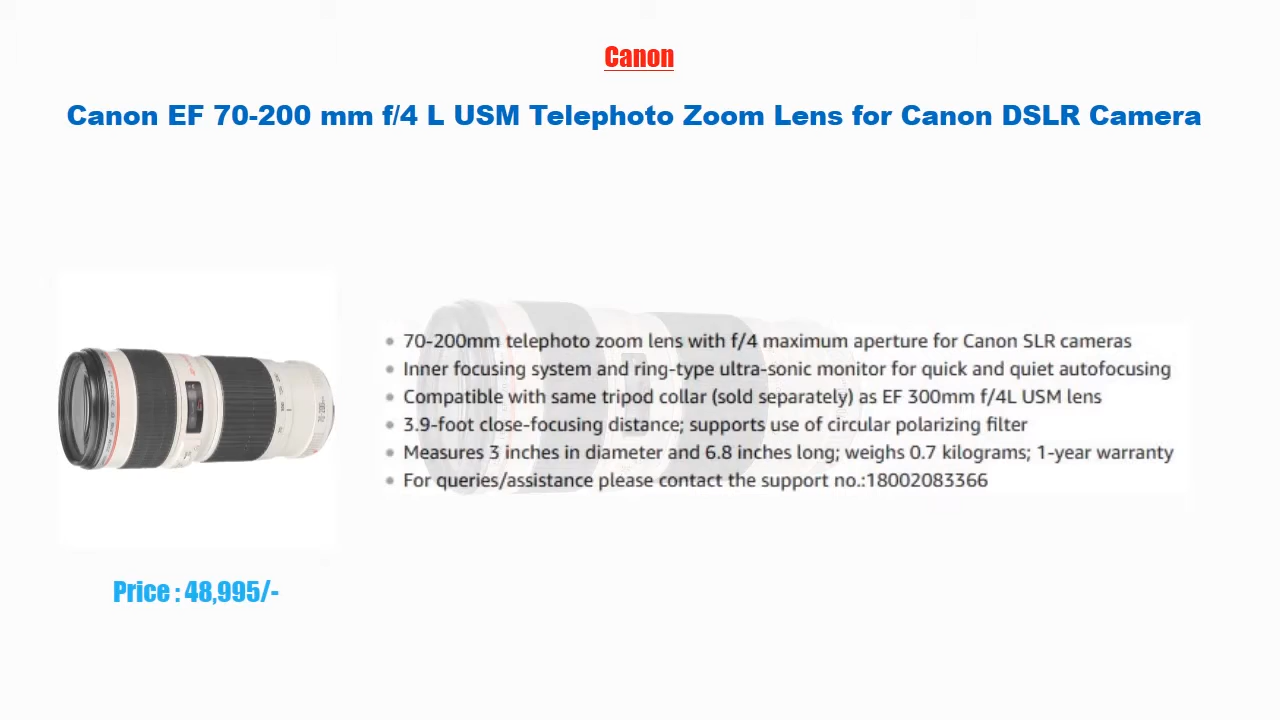 Canon
Canon EF 70-200 mm f/4 L USM Telephoto Zoom Lens for Canon DSLR Camera
70-200mm telephoto zoom lens with f/4 maximum aperture for Canon SLR cameras
Inner focusing system and ring-type ultra-sonic monitor for quick and quiet autofocusing
Compatible with same tripod collar (sold separately) as EF 300mm f/4L USM lens
3.9-foot close-focusing distance; supports use of circular polarizing filter
Measures 3 inches in diameter and 6.8 inches long; weighs 0.7 kilograms; 1-year warranty
For queries/assistance please contact the support no.:18002083366
Price : 48,995/-